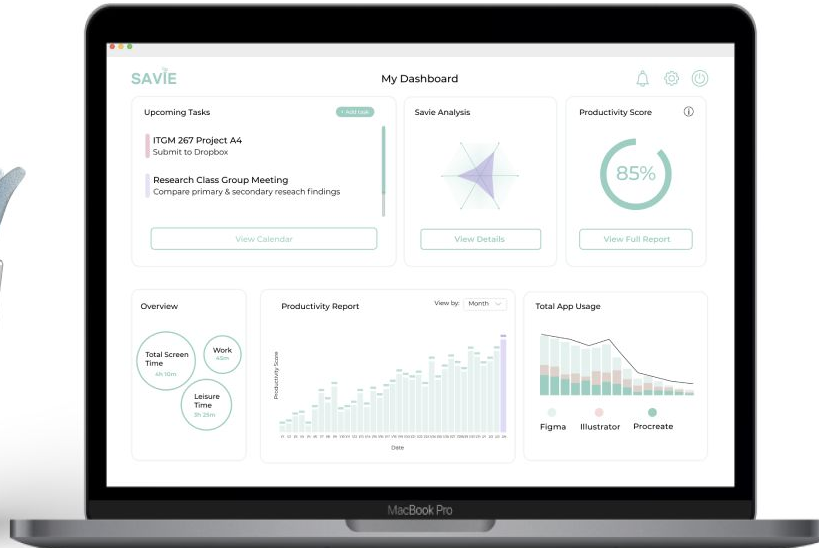 SAVIE
My Dashboard
Upcoming Tasks
+ Add task
ITGM 267 Project A4
Submit to Dropbox
Research Class Group Meeting
Compare primary & secondary reseach findings
View Calendar
Savie Analysis
View Details
Productivity Score
85%
View Full Report
Overview
Total Screen
Time
4h 10m
Work
45m
Leisure
Time
3h 25m
Productivity Report
View by:
Month
Productivity Score
Date
Total App Usage
Figma
Illustrator
Procreate
MacBook Pro